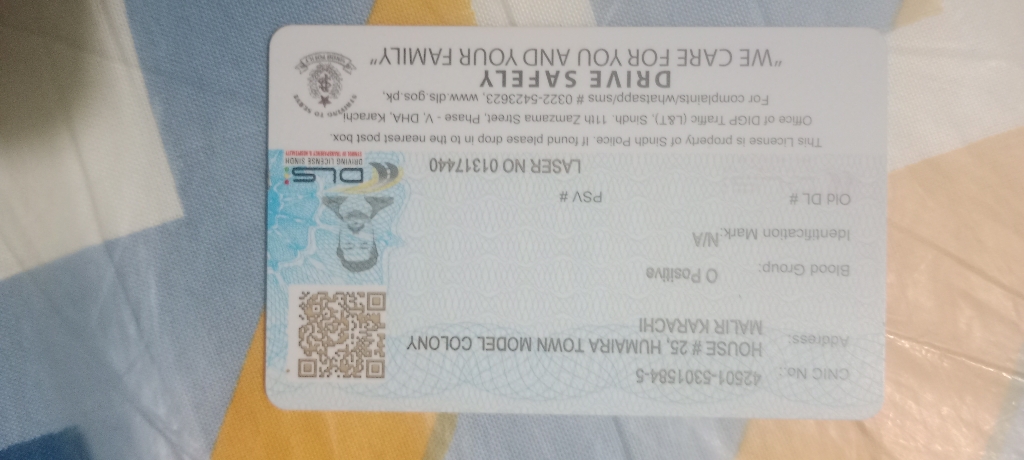 CNIC No.: 42501-5301584-5
Address: HOUSE # 25, HUMAIRA TOWN MODEL COLONY
MALIR KARACHI
Blood Group: O Positive
Identification Mark: N/A
Old DL # PSV #
LASER NO 01317440
DLS
DRIVING LICENSE SINDH
This License is property of Sindh Police. If found please drop in to the nearest post box.
Office of DIGP Traffic (L&T), Sindh. 11th Zamzama Street, Phase - V, DHA, Karachi
For complaints/whatsapp/sms # 0322-5423623, www.dls.gos.pk,
DRIVE SAFELY
"WE CARE FOR YOU AND YOUR FAMILY"